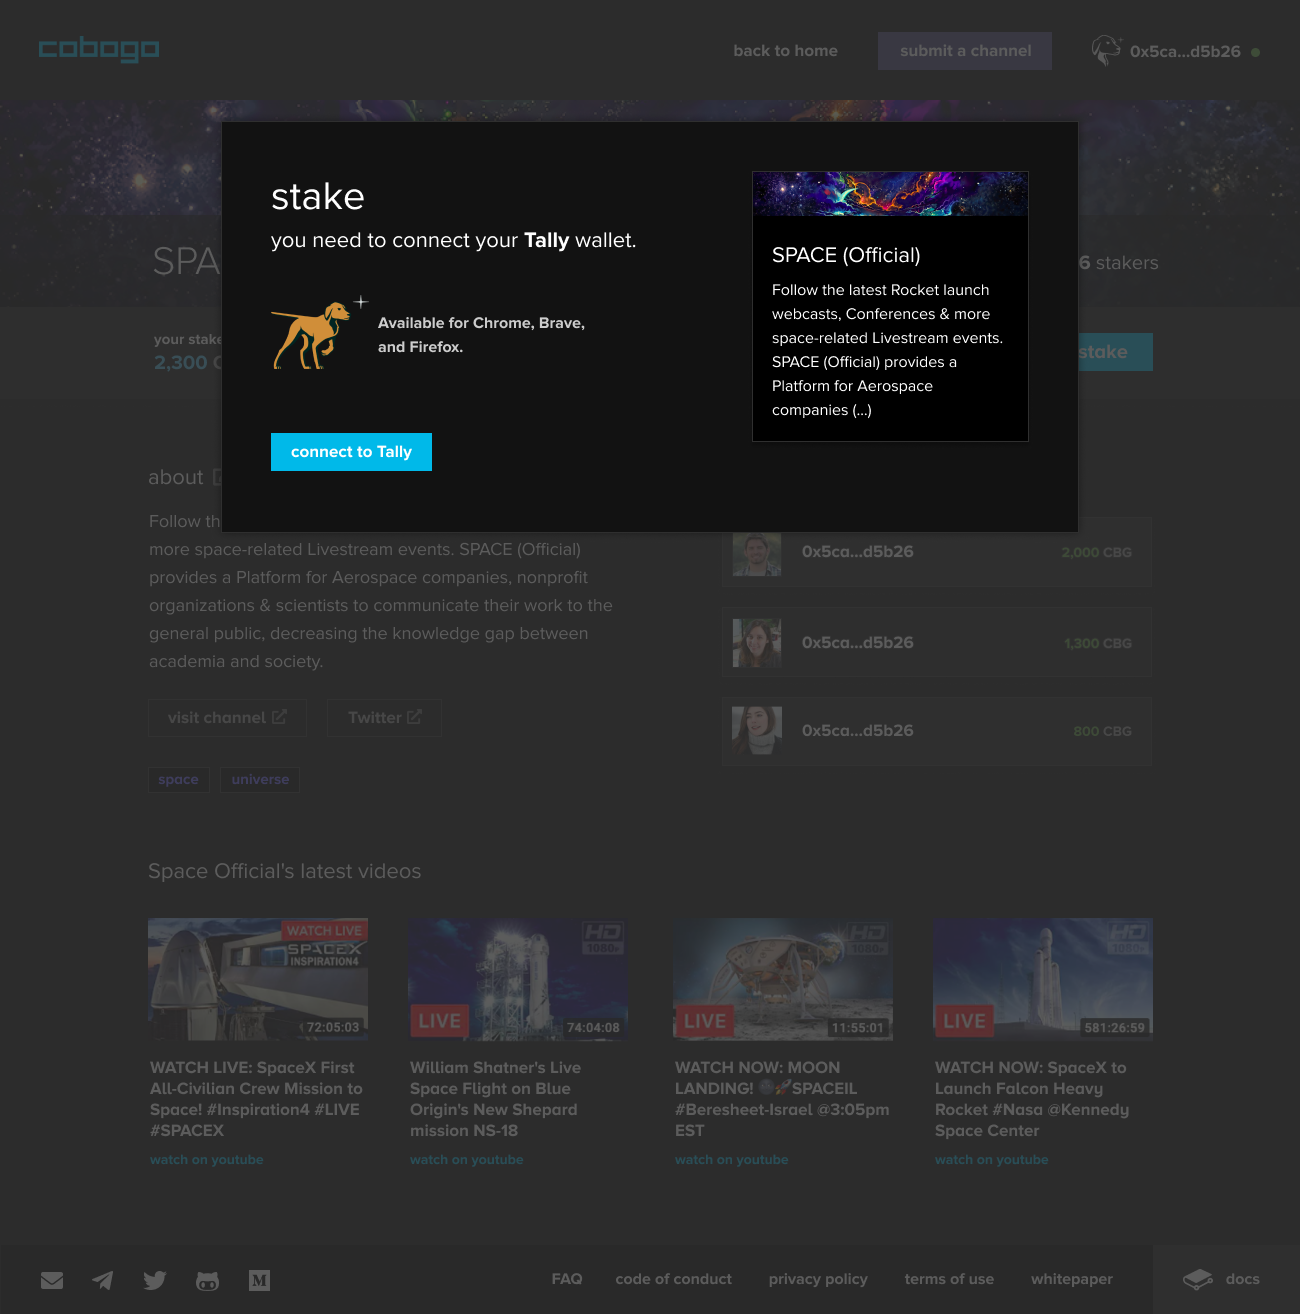 cobogo
back to home
submit a channel
0x5ca...d5b26
stake
you need to connect your Tally wallet.
Available for Chrome, Brave,
and Firefox.
connect to Tally
SPACE (Official)
Follow the latest Rocket launch
webcasts, Conferences & more
space-related Livestream events.
SPACE (Official) provides a
Platform for Aerospace
companies (...)
SPA
6 stakers
your stake
2,300
stake
about
Follow th
more space-related Livestream events. SPACE (Official)
provides a Platform for Aerospace companies, nonprofit
organizations & scientists to communicate their work to the
general public, decreasing the knowledge gap between
academia and society.
visit channel
Twitter
space
universe
0x5ca...d5b26
2,000 CBG
0x5ca...d5b26
1,300 CBG
0x5ca...d5b26
800 CBG
Space Official's latest videos
WATCH LIVE
SPACEX
INSPIRATION4
72:05:03
WATCH LIVE: SpaceX First
All-Civilian Crew Mission to
Space! #Inspiration4 #LIVE
#SPACEX
watch on youtube
HD
1080p
LIVE
74:04:08
William Shatner's Live
Space Flight on Blue
Origin's New Shepard
mission NS-18
watch on youtube
HD
1080p
LIVE
11:55:01
WATCH NOW: MOON
LANDING! 🌑🚀SPACEIL
#Beresheet-Israel @3:05pm
EST
watch on youtube
HD
1080p
LIVE
581:26:59
WATCH NOW: SpaceX to
Launch Falcon Heavy
Rocket #Nasa @Kennedy
Space Center
watch on youtube
M
FAQ
code of conduct
privacy policy
terms of use
whitepaper
docs